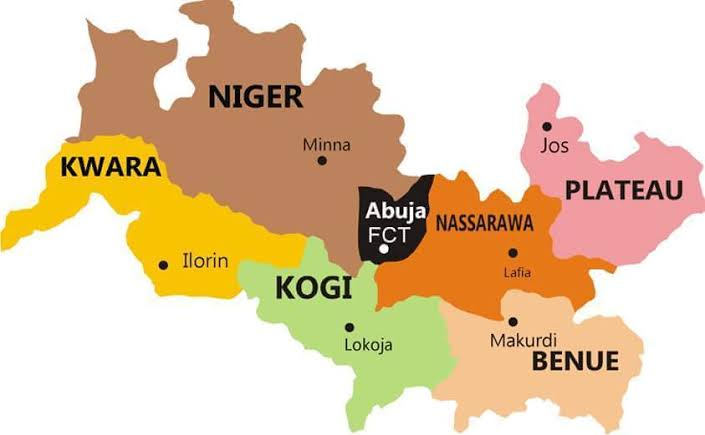 NIGER
Minna
Jos
KWARA
PLATEAU
Abuja
FCT
NASSARAWA
Ilorin
Lafia
KOGI
Lokoja
Makurdi
BENUE